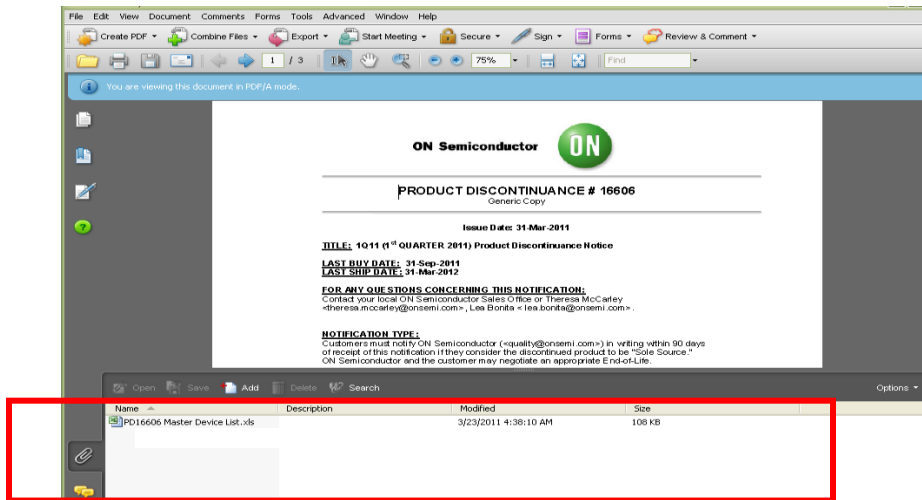 File Edit View Document Comments Forms Tools Advanced Window Help
Create PDF Combine Files Export Start Meeting Secure Sign Forms Review & Comment
1 / 3 75% Find
You are viewing this document in PDF/A mode.
ON Semiconductor ON
PRODUCT DISCONTINUANCE # 16606
Generic Copy
Issue Date: 31-Mar-2011
TITLE: 1Q11 (1st QUARTER 2011) Product Discontinuance Notice
LAST BUY DATE: 31-Sep-2011
LAST SHIP DATE: 31-Mar-2012
FOR ANY QUESTIONS CONCERNING THIS NOTIFICATION:
Contact your local ON Semiconductor Sales Office or Theresa McCarley
<theresa.mccarley@onsemi.com>, Lea Bonita < lea.bonita@onsemi.com> .
NOTIFICATION TYPE:
Customers must notify ON Semiconductor (<quality@onsemi.com>) in writing within 90 days
of receipt of this notification if they consider the discontinued product to be "Sole Source."
ON Semiconductor and the customer may negotiate an appropriate End-of-Life.
Open Save Add Delete Search Options
Name Description Modified Size
PD16606 Master Device List.xls 3/23/2011 4:38:10 AM 108 KB